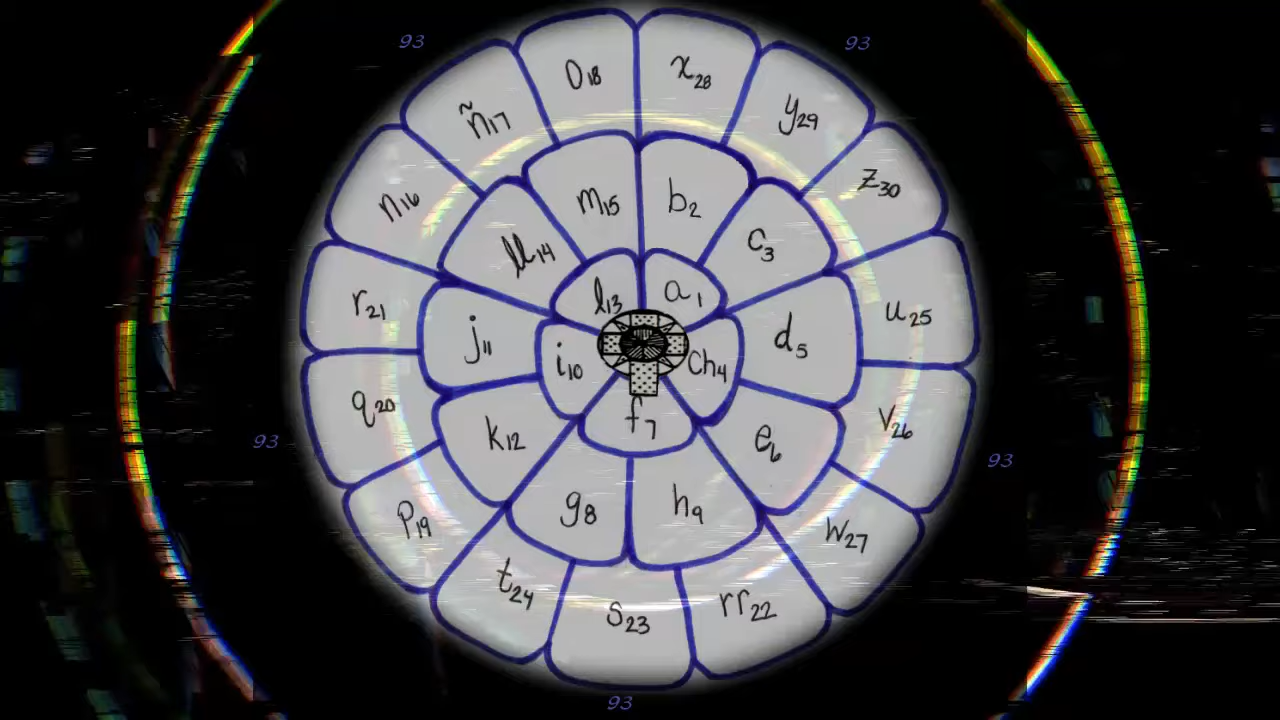 93
93
o18
x28
ñ17
y29
n16
z30
m15
b2
ll14
c3
l13
a1
r21
u25
j11
d5
i10
ch4
q20
v26
f7
k12
e6
93
93
p19
g8
h9
w27
t24
s23
rr22
93